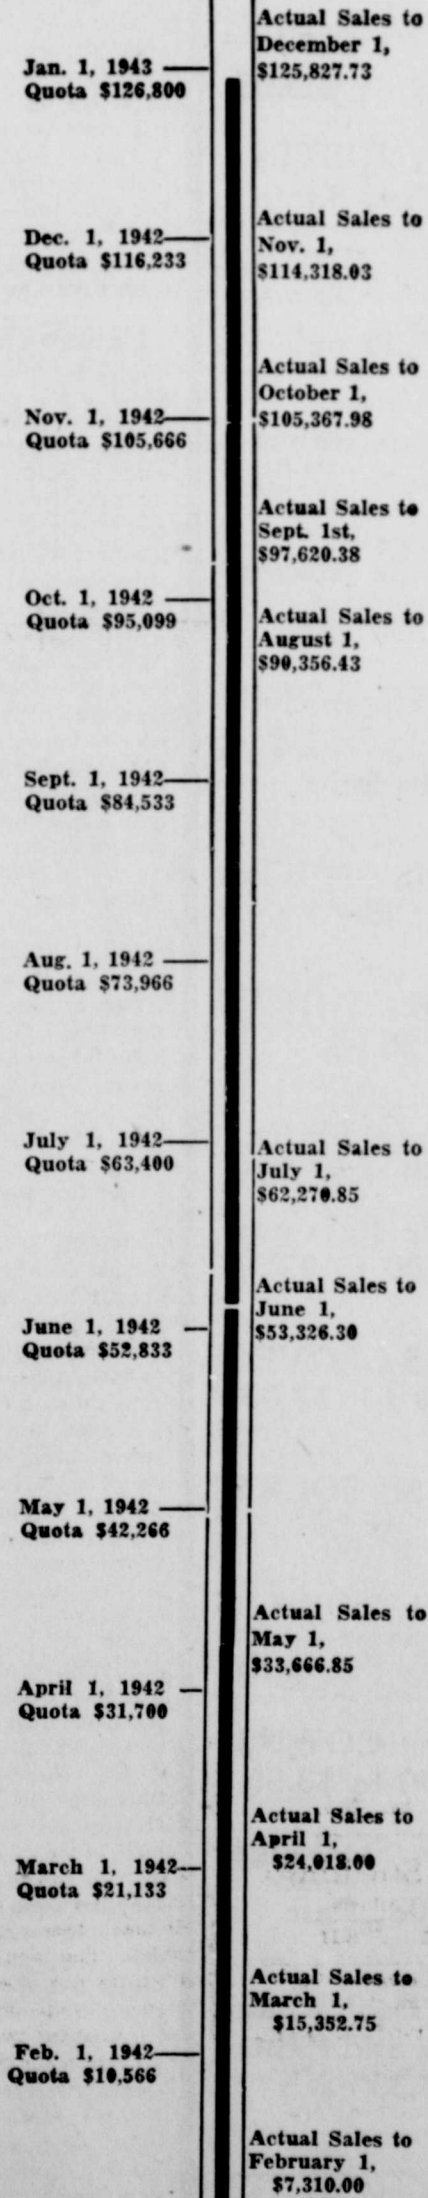 Actual Sales to
December 1,
$125,827.73
Jan. 1, 1943
Quota $126,800
Actual Sales to
Nov. 1,
$114,318.03
Dec. 1, 1942
Quota $116,233
Actual Sales to
October 1,
$105,367.98
Nov. 1, 1942
Quota $105,666
Actual Sales to
Sept. 1st,
$97,620.38
Oct. 1, 1942
Quota $95,099
Actual Sales to
August 1,
$90,356.43
Sept. 1, 1942
Quota $84,533
Aug. 1, 1942
Quota $73,966
July 1, 1942
Quota $63,400
Actual Sales to
July 1,
$62,270.85
Actual Sales to
June 1,
$53,326.30
June 1, 1942
Quota $52,833
May 1, 1942
Quota $42,266
Actual Sales to
May 1,
$33,666.85
April 1, 1942
Quota $31,700
Actual Sales to
April 1,
$24,018.00
March 1, 1942
Quota $21,133
Actual Sales to
March 1,
$15,352.75
Feb. 1, 1942
Quota $10,566
Actual Sales to
February 1,
$7,310.00